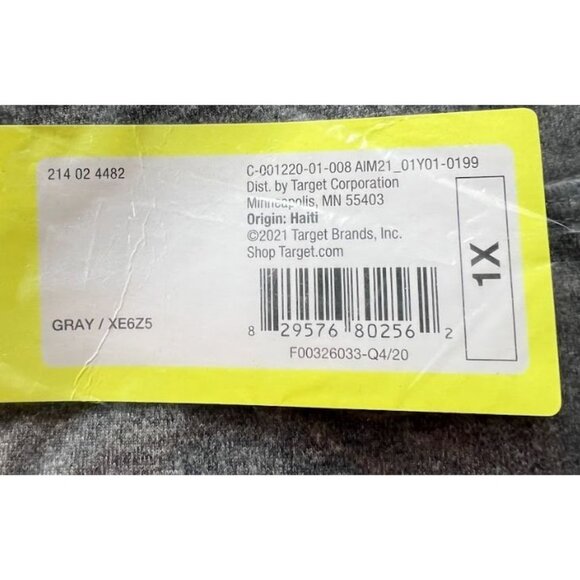 214 02 4482
C-001220-01-008 AIM21_01Y01-0199
Dist. by Target Corporation
Minneapolis, MN 55403
Origin: Haiti
©2021 Target Brands, Inc.
Shop Target.com
1X
GRAY / XE6Z5
8 29576 80256 2
F00326033-Q4/20